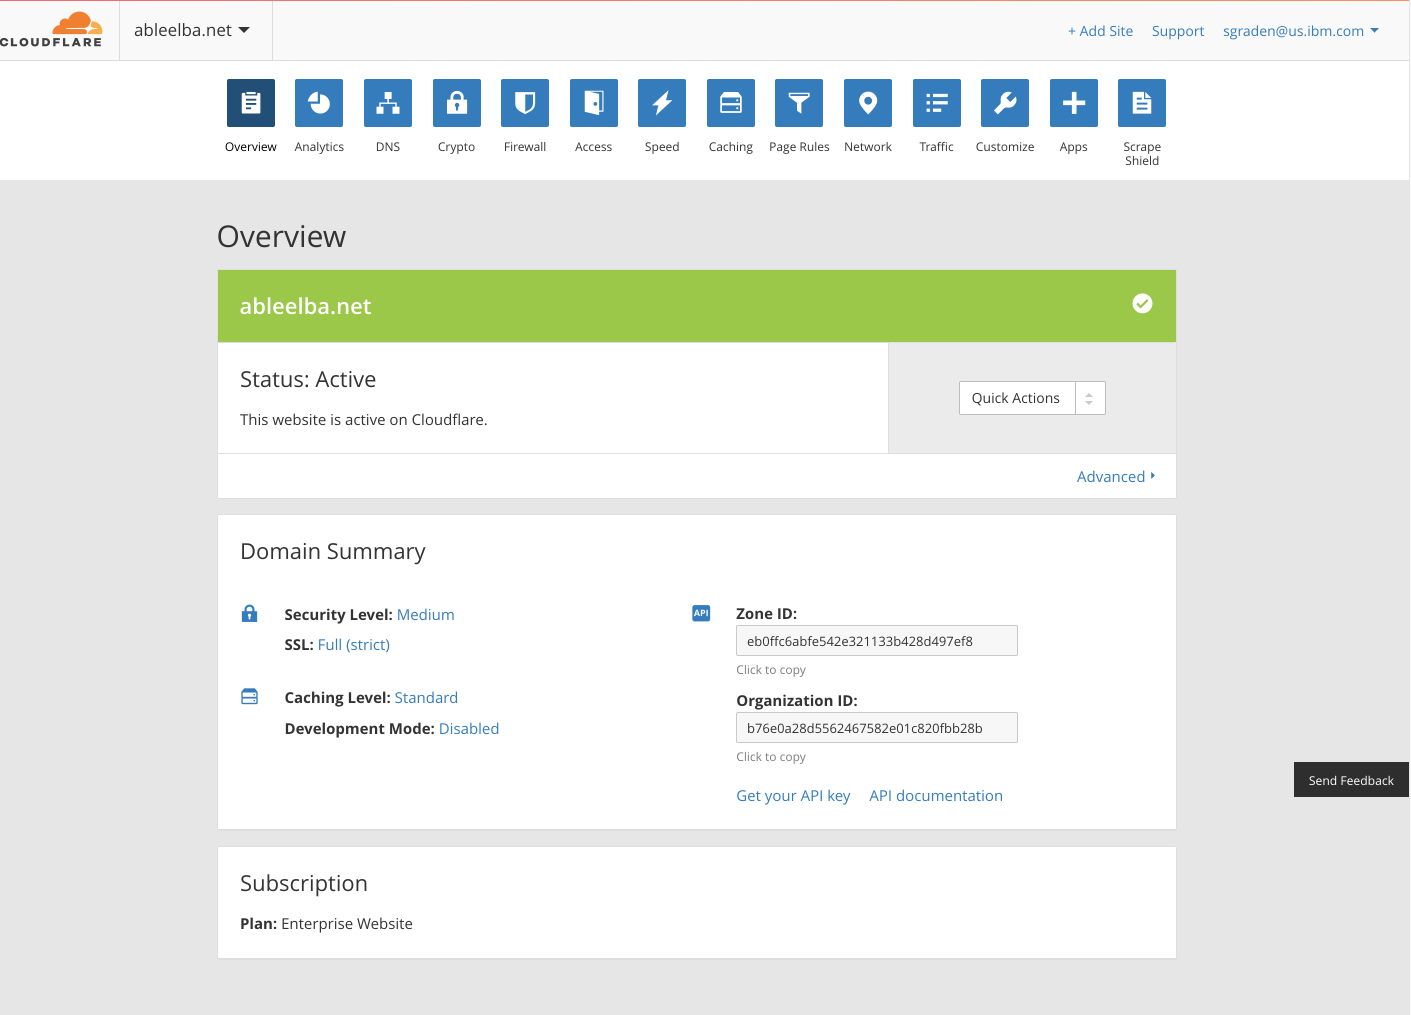 CLOUDFLARE
ableelba.net
+ Add Site Support sgraden@us.ibm.com
Overview Analytics DNS Crypto Firewall Access Speed Caching Page Rules Network Traffic Customize Apps Scrape Shield
Overview
ableelba.net
Status: Active
This website is active on Cloudflare.
Quick Actions
Advanced
Domain Summary
Security Level: Medium
SSL: Full (strict)
Caching Level: Standard
Development Mode: Disabled
API
Zone ID:
eb0ffc6abfe542e321133b428d497ef8
Click to copy
Organization ID:
b76e0a28d5562467582e01c820fbb28b
Click to copy
Get your API key API documentation
Send Feedback
Subscription
Plan: Enterprise Website